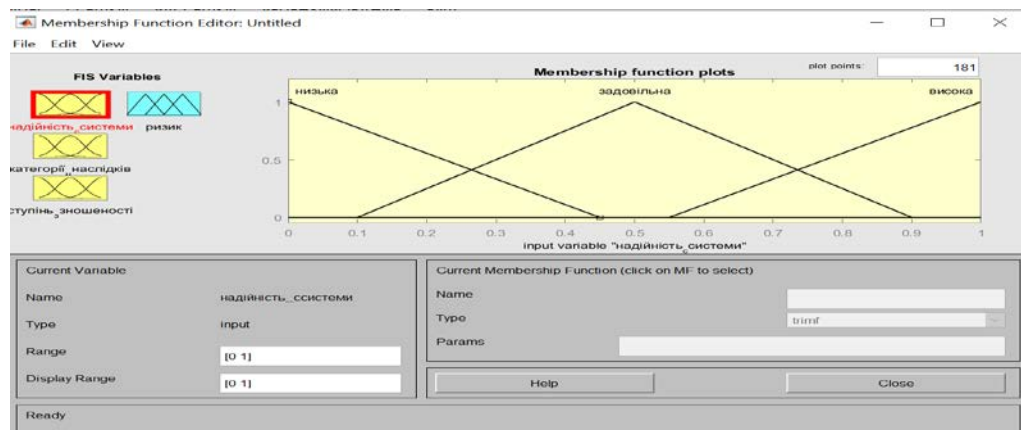 Membership Function Editor: Untitled
File Edit View
FIS Variables
надійність_системи
ризик
категорії_наслідків
ступінь_зношеності
Membership function plots
plot points:
181
низька
задовільна
висока
1
0.5
0
0 0.1 0.2 0.3 0.4 0.5 0.6 0.7 0.8 0.9 1
input variable "надійність_системи"
Current Variable
Name надійність_ссистеми
Type input
Range [0 1]
Display Range [0 1]
Current Membership Function (click on MF to select)
Name
Type trimf
Params
Help
Close
Ready